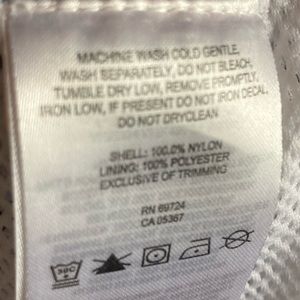 MACHINE WASH COLD GENTLE,
WASH SEPARATELY, DO NOT BLEACH,
TUMBLE DRY LOW, REMOVE PROMPTLY,
IRON LOW, IF PRESENT DO NOT IRON DECAL,
DO NOT DRYCLEAN
SHELL: 100.0% NYLON
LINING: 100% POLYESTER
EXCLUSIVE OF TRIMMING
RN 69724
CA 05367
30C